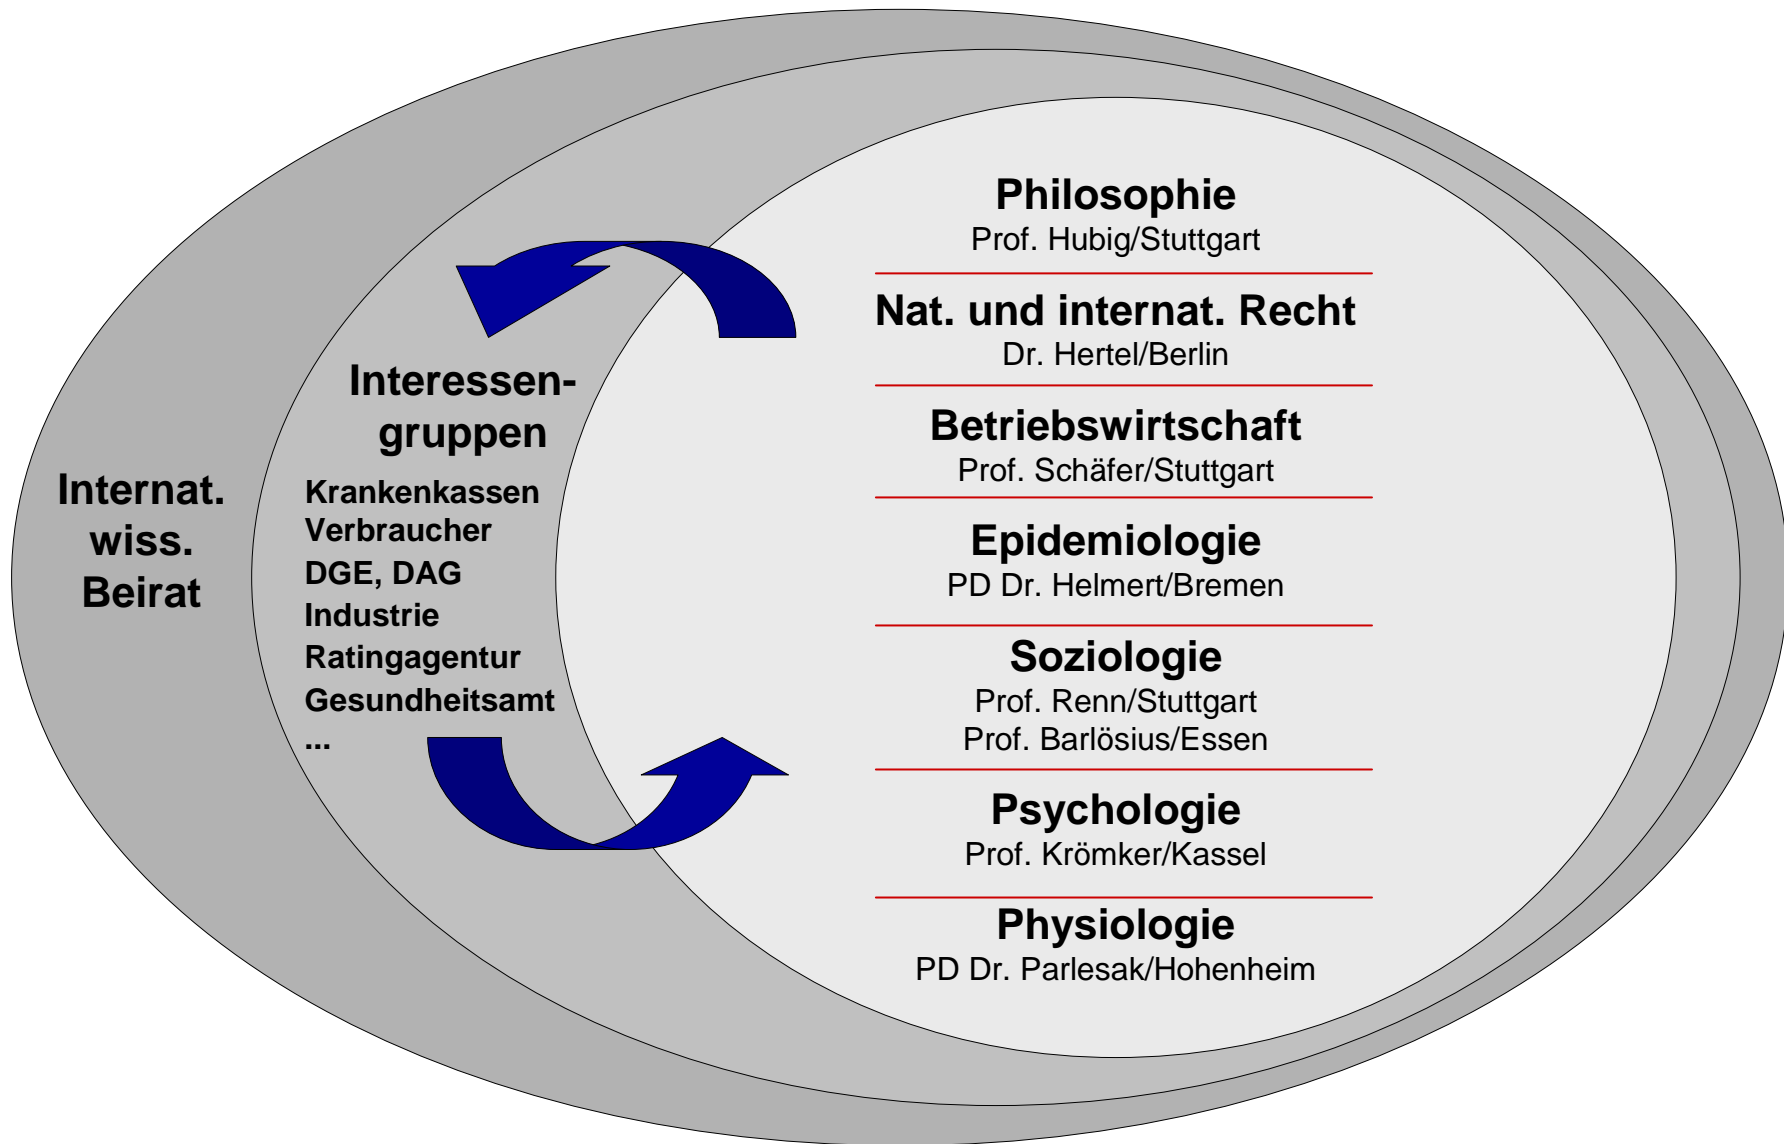 Internat.
wiss.
Beirat
Interessen-
gruppen
Krankenkassen
Verbraucher
DGE, DAG
Industrie
Ratingagentur
Gesundheitsamt
...
Philosophie
Prof. Hubig/Stuttgart
Nat. und internat. Recht
Dr. Hertel/Berlin
Betriebswirtschaft
Prof. Schäfer/Stuttgart
Epidemiologie
PD Dr. Helmert/Bremen
Soziologie
Prof. Renn/Stuttgart
Prof. Barlösius/Essen
Psychologie
Prof. Krömker/Kassel
Physiologie
PD Dr. Parlesak/Hohenheim